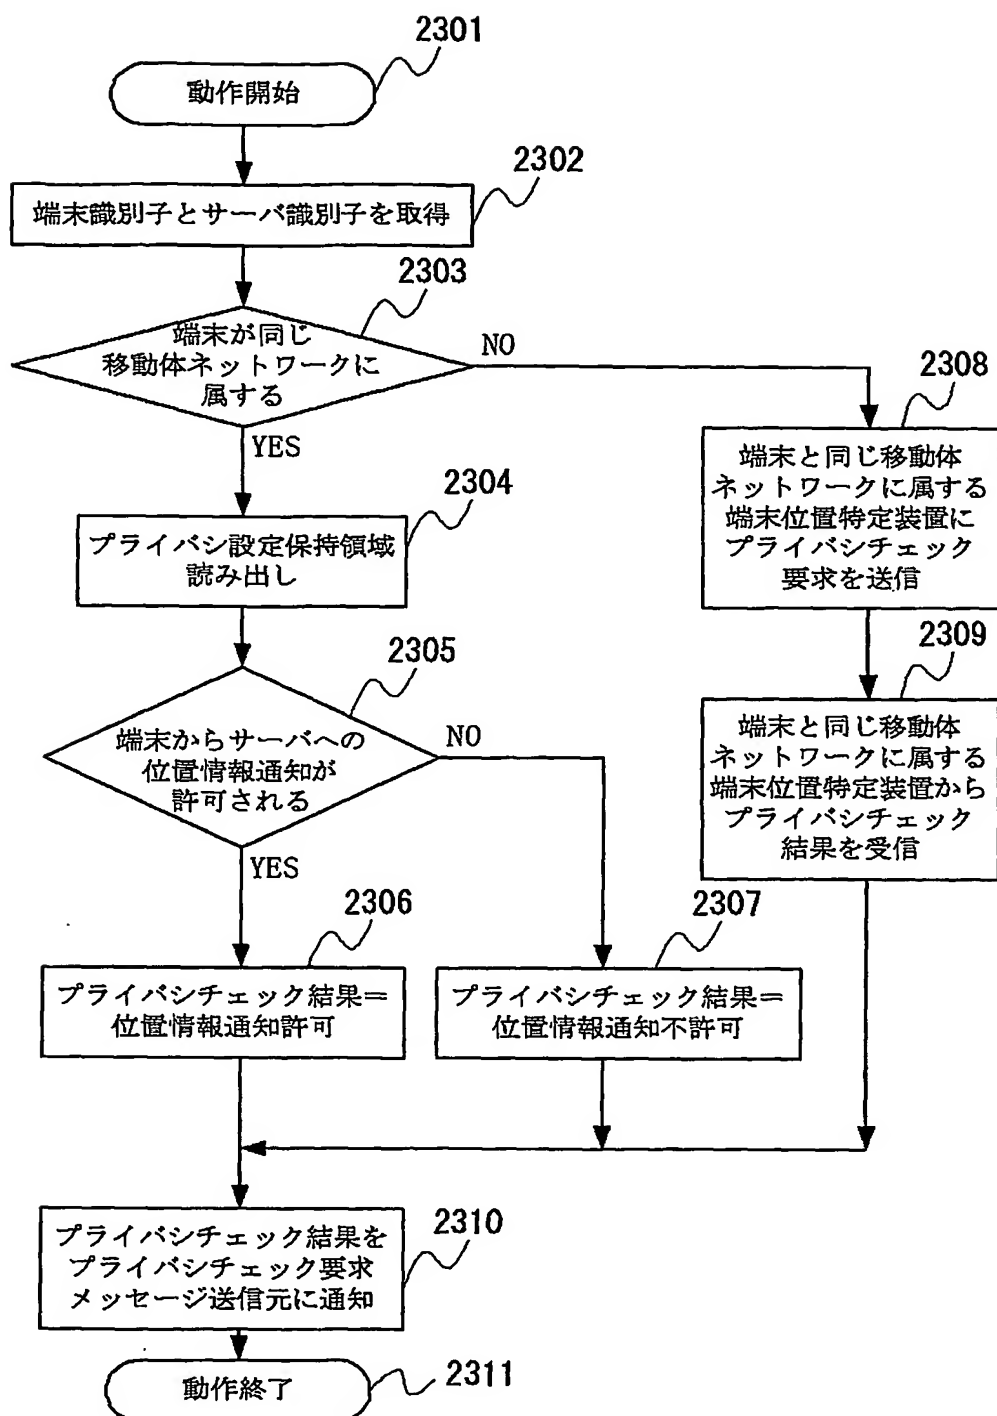 2301
動作開始
2302
端末識別子とサーバ識別子を取得
2303
端末が同じ
移動体ネットワークに
属する
NO
YES
2308
端末と同じ移動体
ネットワークに属する
端末位置特定装置に
プライバシチェック
要求を送信
2304
プライバシ設定保持領域
読み出し
2309
端末と同じ移動体
ネットワークに属する
端末位置特定装置から
プライバシチェック
結果を受信
2305
端末からサーバへの
位置情報通知が
許可される
NO
YES
2306
プライバシチェック結果＝
位置情報通知許可
2307
プライバシチェック結果＝
位置情報通知不許可
2310
プライバシチェック結果を
プライバシチェック要求
メッセージ送信元に通知
動作終了
2311